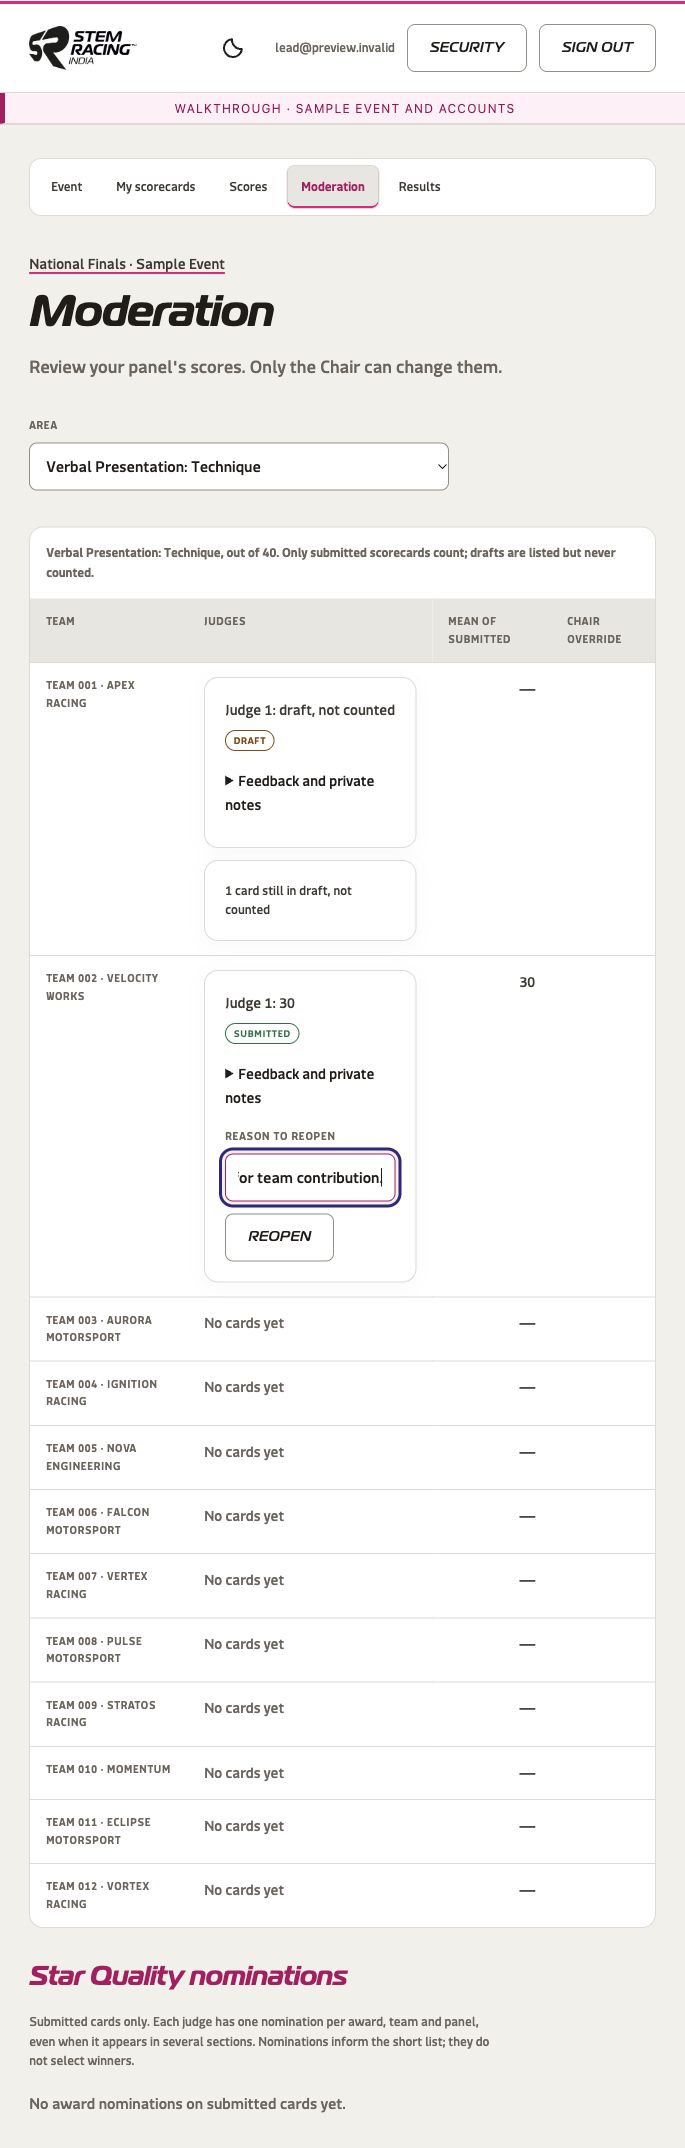 STEM
RACING™
INDIA
lead@preview.invalid
SECURITY
SIGN OUT
WALKTHROUGH · SAMPLE EVENT AND ACCOUNTS
Event
My scorecards
Scores
Moderation
Results
National Finals · Sample Event
Moderation
Review your panel's scores. Only the Chair can change them.
AREA
Verbal Presentation: Technique
Verbal Presentation: Technique, out of 40. Only submitted scorecards count; drafts are listed but never
counted.
TEAM
JUDGES
MEAN OF
SUBMITTED
CHAIR
OVERRIDE
TEAM 001 · APEX
RACING
Judge 1: draft, not counted
DRAFT
Feedback and private
notes
1 card still in draft, not
counted
—
TEAM 002 · VELOCITY
WORKS
Judge 1: 30
SUBMITTED
Feedback and private
notes
REASON TO REOPEN
or team contribution.
REOPEN
30
TEAM 003 · AURORA
MOTORSPORT
No cards yet
—
TEAM 004 · IGNITION
RACING
No cards yet
—
TEAM 005 · NOVA
ENGINEERING
No cards yet
—
TEAM 006 · FALCON
MOTORSPORT
No cards yet
—
TEAM 007 · VERTEX
RACING
No cards yet
—
TEAM 008 · PULSE
MOTORSPORT
No cards yet
—
TEAM 009 · STRATOS
RACING
No cards yet
—
TEAM 010 · MOMENTUM
No cards yet
—
TEAM 011 · ECLIPSE
MOTORSPORT
No cards yet
—
TEAM 012 · VORTEX
RACING
No cards yet
—
Star Quality nominations
Submitted cards only. Each judge has one nomination per award, team and panel,
even when it appears in several sections. Nominations inform the short list; they do
not select winners.
No award nominations on submitted cards yet.